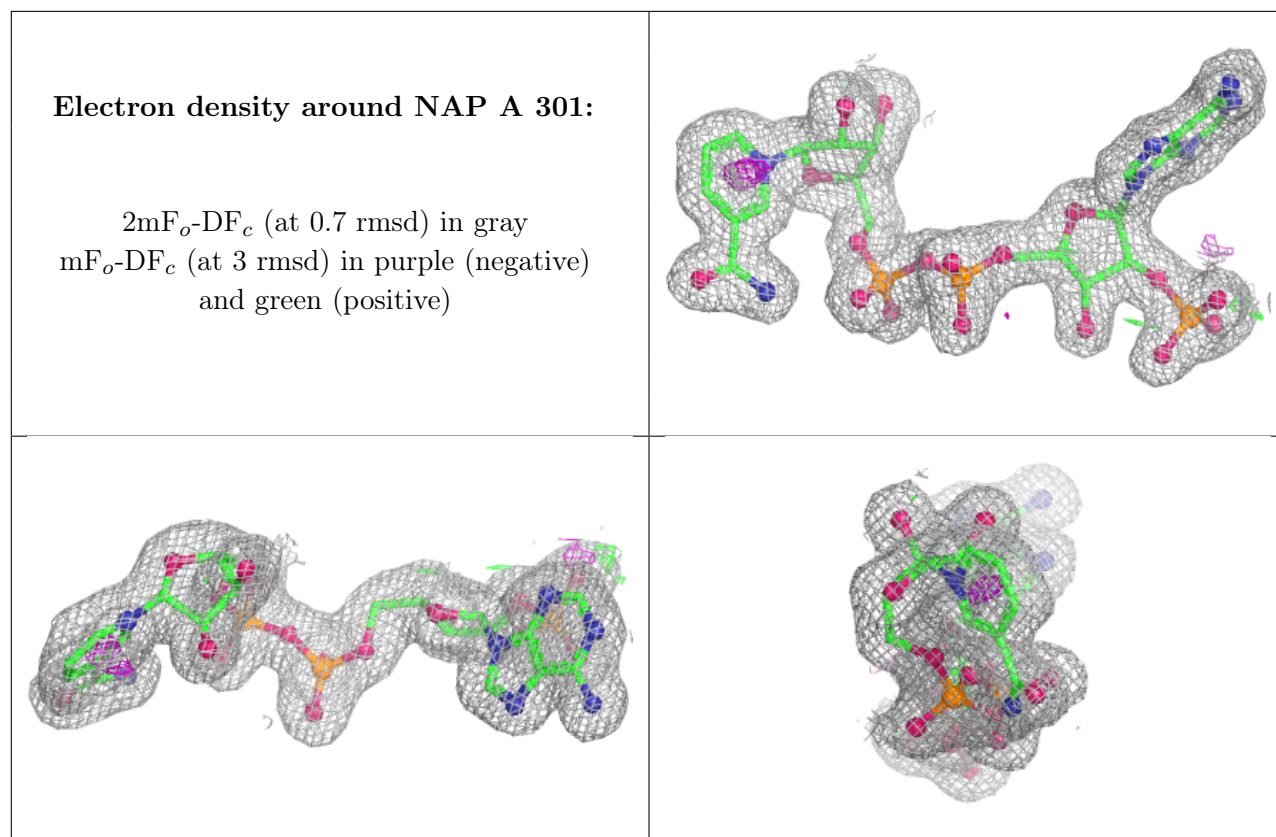 Electron density around NAP A 301:
2mFo-DFc (at 0.7 rmsd) in gray
mFo-DFc (at 3 rmsd) in purple (negative)
and green (positive)